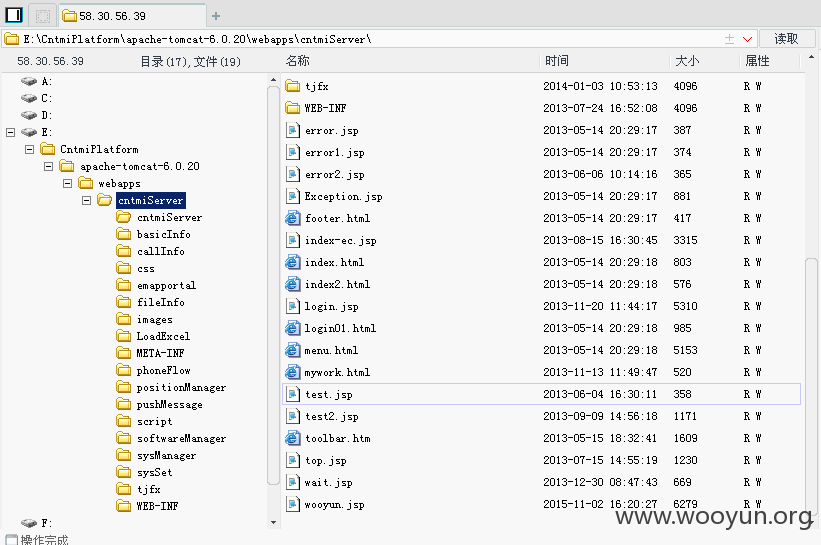 58.30.56.39
E:\CntmiPlatform\apache-tomcat-6.0.20\webapps\cntmiServer\ 读取
58.30.56.39 目录(17),文件(19) 名称 时间 大小 属性
A:
C:
D:
E:
CntmiPlatform
apache-tomcat-6.0.20
webapps
cntmiServer
cntmiServer
basicInfo
callInfo
css
emapportal
fileInfo
images
LoadExcel
META-INF
phoneFlow
positionManager
pushMessage
script
softwareManager
sysManager
sysSet
tjfx
WEB-INF
F:
tjfx 2014-01-03 10:53:13 4096 R W
WEB-INF 2013-07-24 16:52:08 4096 R W
error.jsp 2013-05-14 20:29:17 387 R W
error1.jsp 2013-05-14 20:29:17 374 R W
error2.jsp 2013-06-06 10:14:16 365 R W
Exception.jsp 2013-05-14 20:29:17 881 R W
footer.html 2013-05-14 20:29:18 417 R W
index-ec.jsp 2013-08-15 16:30:45 3315 R W
index.html 2013-05-14 20:29:18 803 R W
index2.html 2013-05-14 20:29:18 576 R W
login.jsp 2013-11-20 11:44:17 5310 R W
login01.html 2013-05-14 20:29:18 985 R W
menu.html 2013-05-14 20:29:18 5153 R W
mywork.html 2013-11-13 11:49:47 520 R W
test.jsp 2013-06-04 16:30:11 358 R W
test2.jsp 2013-09-09 14:56:18 1171 R W
toolbar.htm 2013-05-15 18:32:41 1609 R W
top.jsp 2013-07-15 14:55:19 1230 R W
wait.jsp 2013-12-30 08:47:43 669 R W
wooyun.jsp 2015-11-02 16:20:27 6279 R W
www.wooyun.org
操作完成